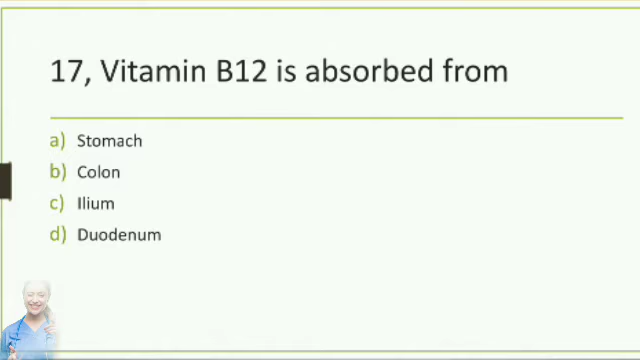 17, Vitamin B12 is absorbed from
a) Stomach
b) Colon
c) Ilium
d) Duodenum